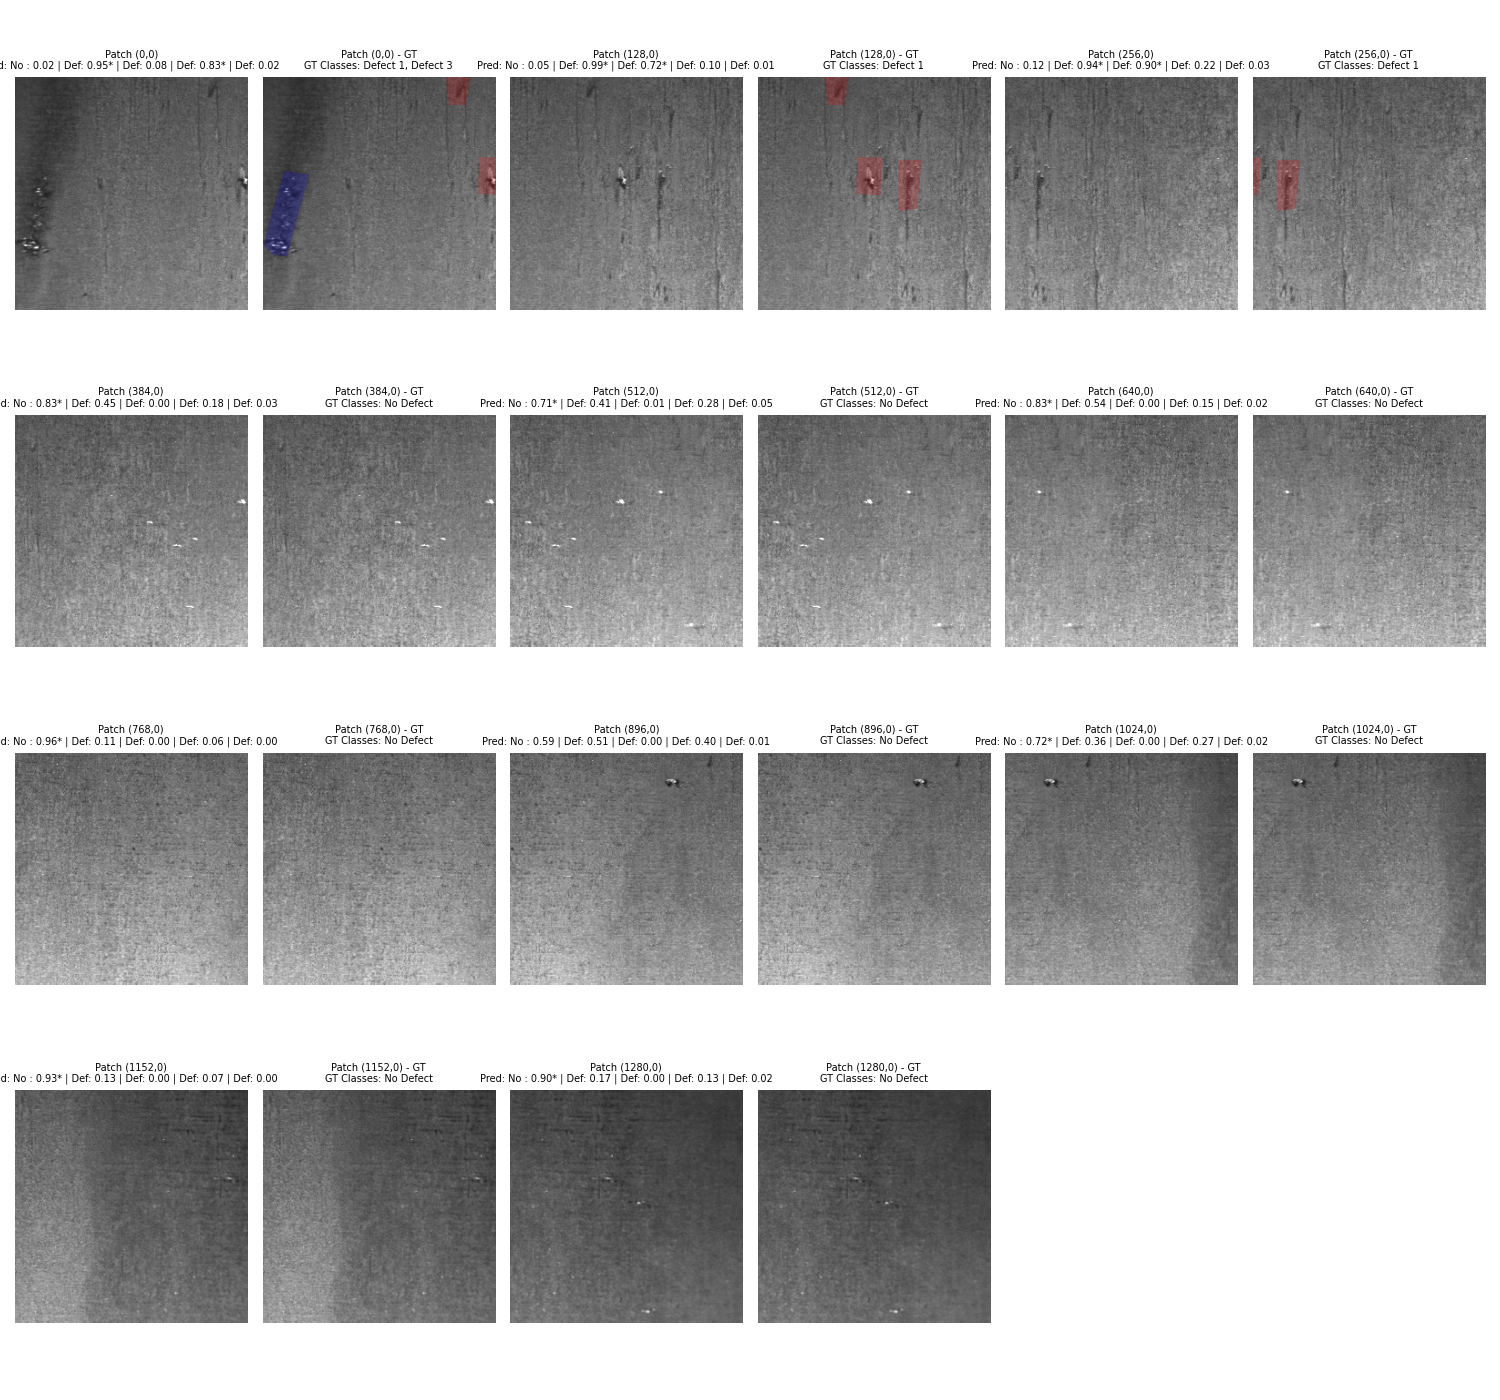 Patch (0,0)
d: No : 0.02 | Def: 0.95* | Def: 0.08 | Def: 0.83* | Def: 0.02
Patch (0,0) - GT
GT Classes: Defect 1, Defect 3
Patch (128,0)
Pred: No : 0.05 | Def: 0.99* | Def: 0.72* | Def: 0.10 | Def: 0.01
Patch (128,0) - GT
GT Classes: Defect 1
Patch (256,0)
Pred: No : 0.12 | Def: 0.94* | Def: 0.90* | Def: 0.22 | Def: 0.03
Patch (256,0) - GT
GT Classes: Defect 1
Patch (384,0)
d: No : 0.83* | Def: 0.45 | Def: 0.00 | Def: 0.18 | Def: 0.03
Patch (384,0) - GT
GT Classes: No Defect
Patch (512,0)
Pred: No : 0.71* | Def: 0.41 | Def: 0.01 | Def: 0.28 | Def: 0.05
Patch (512,0) - GT
GT Classes: No Defect
Patch (640,0)
Pred: No : 0.83* | Def: 0.54 | Def: 0.00 | Def: 0.15 | Def: 0.02
Patch (640,0) - GT
GT Classes: No Defect
Patch (768,0)
d: No : 0.96* | Def: 0.11 | Def: 0.00 | Def: 0.06 | Def: 0.00
Patch (768,0) - GT
GT Classes: No Defect
Patch (896,0)
Pred: No : 0.59 | Def: 0.51 | Def: 0.00 | Def: 0.40 | Def: 0.01
Patch (896,0) - GT
GT Classes: No Defect
Patch (1024,0)
Pred: No : 0.72* | Def: 0.36 | Def: 0.00 | Def: 0.27 | Def: 0.02
Patch (1024,0) - GT
GT Classes: No Defect
Patch (1152,0)
d: No : 0.93* | Def: 0.13 | Def: 0.00 | Def: 0.07 | Def: 0.00
Patch (1152,0) - GT
GT Classes: No Defect
Patch (1280,0)
Pred: No : 0.90* | Def: 0.17 | Def: 0.00 | Def: 0.13 | Def: 0.02
Patch (1280,0) - GT
GT Classes: No Defect